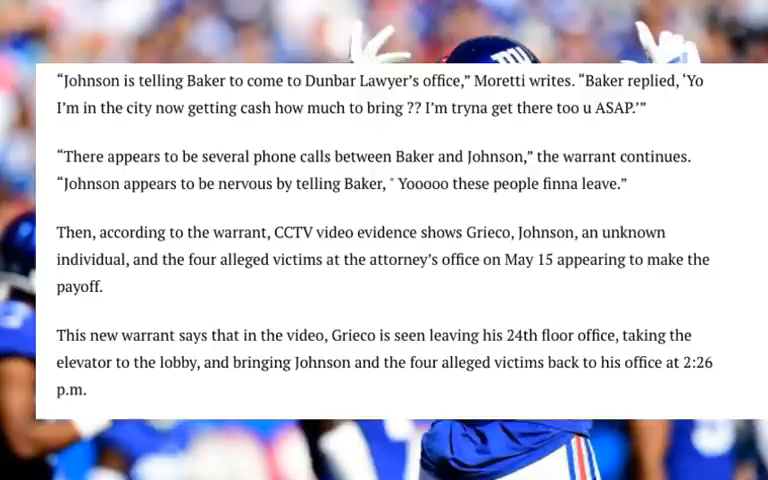 “Johnson is telling Baker to come to Dunbar Lawyer’s office,” Moretti writes. “Baker replied, ‘Yo
I’m in the city now getting cash how much to bring ?? I’m tryna get there too u ASAP.’”
“There appears to be several phone calls between Baker and Johnson,” the warrant continues.
“Johnson appears to be nervous by telling Baker, " Yooooo these people finna leave.”
Then, according to the warrant, CCTV video evidence shows Grieco, Johnson, an unknown
individual, and the four alleged victims at the attorney’s office on May 15 appearing to make the
payoff.
This new warrant says that in the video, Grieco is seen leaving his 24th floor office, taking the
elevator to the lobby, and bringing Johnson and the four alleged victims back to his office at 2:26
p.m.